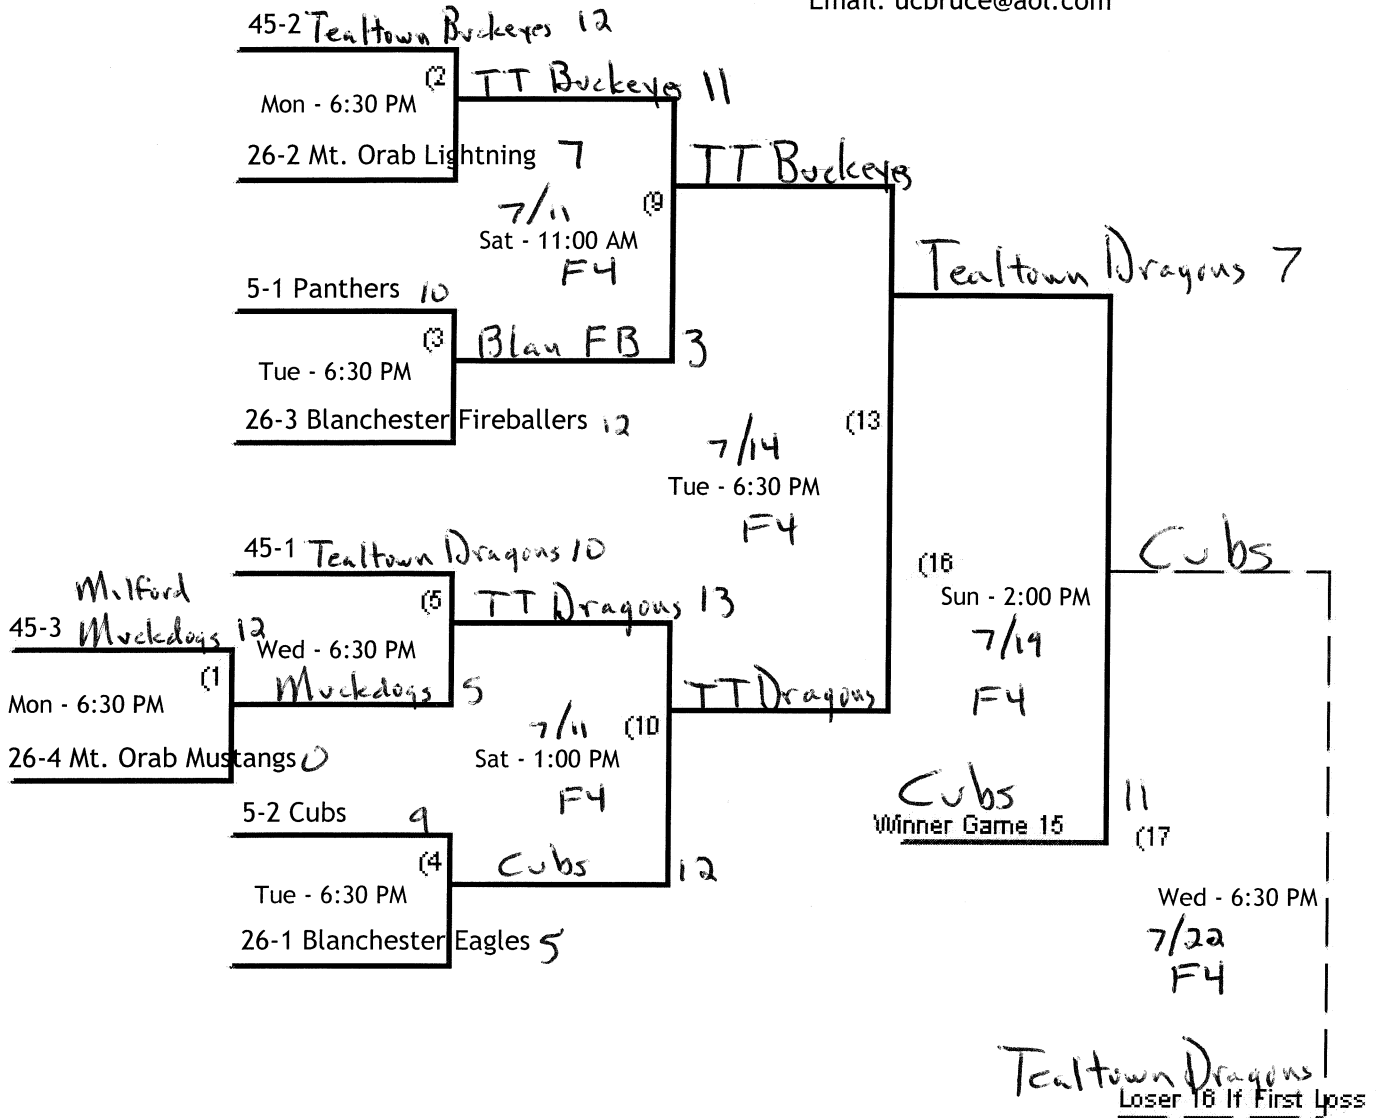 Email: ucbruce@aol.com
45-2 Tealtown Buckeyes 12
(2 TT Buckeyes 11
Mon - 6:30 PM
26-2 Mt. Orab Lightning 7
TT Buckeyes
7/11 (9
Sat - 11:00 AM
F4
Tealtown Dragons 7
5-1 Panthers 10
(3 Blan FB 3
Tue - 6:30 PM
26-3 Blanchester Fireballers 12
(13
7/14
Tue - 6:30 PM
F4
45-1 Tealtown Dragons 10
Cubs
(16
Milford
45-3 Muckdogs 12
(5 TT Dragons 13
Sun - 2:00 PM
7/19
F4
Wed - 6:30 PM
(1 Muckdogs 5
Mon - 6:30 PM
TT Dragons
7/11 (10
26-4 Mt. Orab Mustangs 0
Sat - 1:00 PM
F4
Cubs 11
5-2 Cubs 9
Winner Game 15 (17
(4 Cubs 12
Tue - 6:30 PM
26-1 Blanchester Eagles 5
Wed - 6:30 PM
7/22
F4
Tealtown Dragons
Loser 16 If First Loss